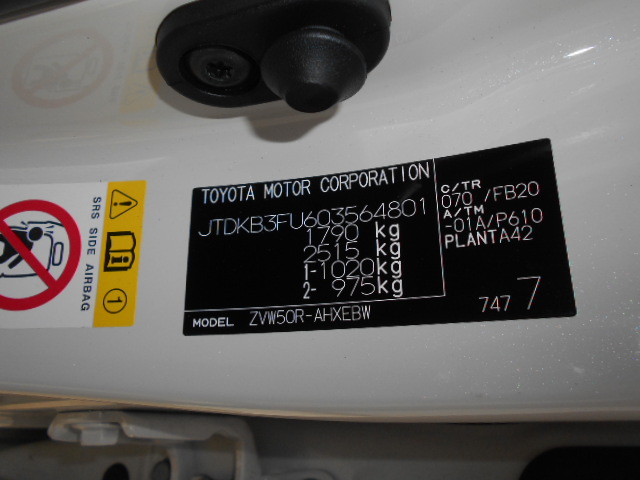 TOYOTA MOTOR CORPORATION
JTDKB3FU603564801
1790 kg
2515 kg
1-1020kg
2- 975kg
MODEL ZVW50R-AHXEBW
C/TR
070 /FB20
A/TM
-01A/P610
PLANTA42
747 7
SRS SIDE AIRBAG
1